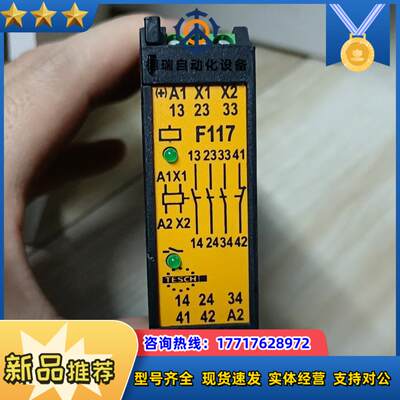 得瑞自动化设备
(+) A1 X1 X2
13 23 33
F117
13 23 33 41
A1 X1
A2 X2
14 24 34 42
TESCH
14 24 34
41 42 A2
咨询热线：17717628972
新品推荐
型号齐全 现货速发 实体经营 支持对公